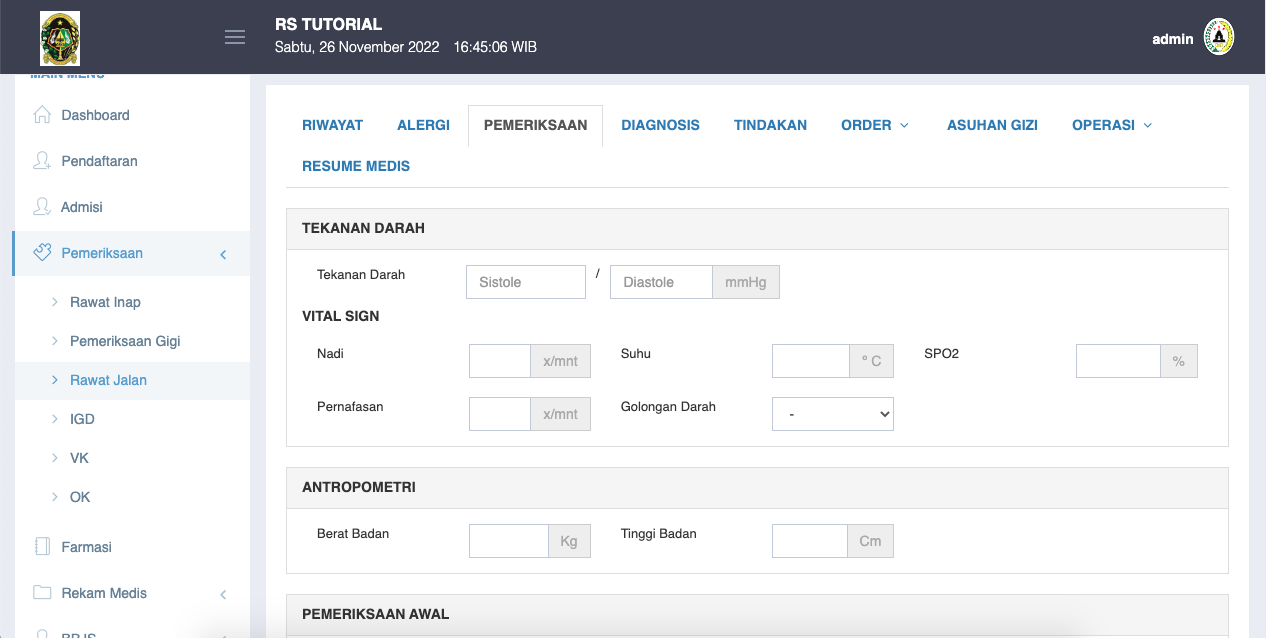 RS TUTORIAL
Sabtu, 26 November 2022 16:45:06 WIB
admin
MAIN MENU
Dashboard
Pendaftaran
Admisi
Pemeriksaan
Rawat Inap
Pemeriksaan Gigi
Rawat Jalan
IGD
VK
OK
Farmasi
Rekam Medis
BPJS
RIWAYAT ALERGI PEMERIKSAAN DIAGNOSIS TINDAKAN ORDER ASUHAN GIZI OPERASI
RESUME MEDIS
TEKANAN DARAH
Tekanan Darah Sistole / Diastole mmHg
VITAL SIGN
Nadi x/mnt Suhu º C SPO2 %
Pernafasan x/mnt Golongan Darah -
ANTROPOMETRI
Berat Badan Kg Tinggi Badan Cm
PEMERIKSAAN AWAL